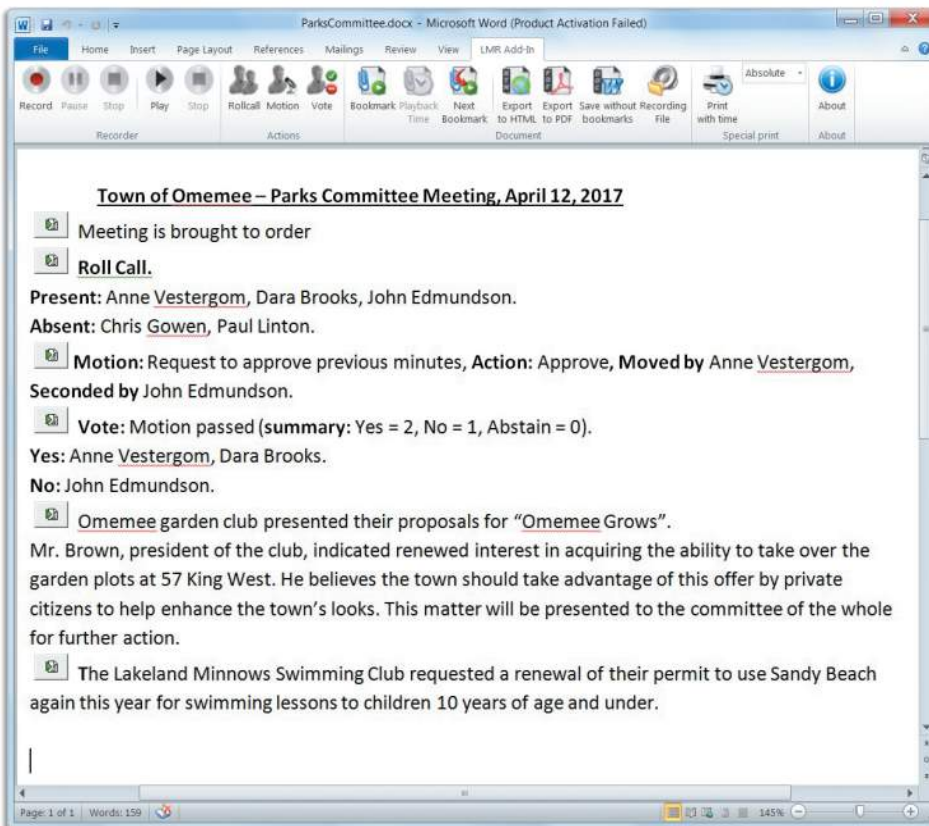 ParksCommittee.docx - Microsoft Word (Product Activation Failed)
File Home Insert Page Layout References Mailings Review View LMR Add-In
Absolute
Record Pause Stop Play Stop Rollcall Motion Vote Bookmark Playback Time Next Bookmark Export to HTML Export to PDF Save without bookmarks Recording File Print with time About
Recorder Actions Document Special print About
Town of Omemee – Parks Committee Meeting, April 12, 2017
Meeting is brought to order
Roll Call.
Present: Anne Vestergom, Dara Brooks, John Edmundson.
Absent: Chris Gowen, Paul Linton.
Motion: Request to approve previous minutes, Action: Approve, Moved by Anne Vestergom,
Seconded by John Edmundson.
Vote: Motion passed (summary: Yes = 2, No = 1, Abstain = 0).
Yes: Anne Vestergom, Dara Brooks.
No: John Edmundson.
Omemee garden club presented their proposals for “Omemee Grows”.
Mr. Brown, president of the club, indicated renewed interest in acquiring the ability to take over the
garden plots at 57 King West. He believes the town should take advantage of this offer by private
citizens to help enhance the town’s looks. This matter will be presented to the committee of the whole
for further action.
The Lakeland Minnows Swimming Club requested a renewal of their permit to use Sandy Beach
again this year for swimming lessons to children 10 years of age and under.
Page: 1 of 1 Words: 159 145%